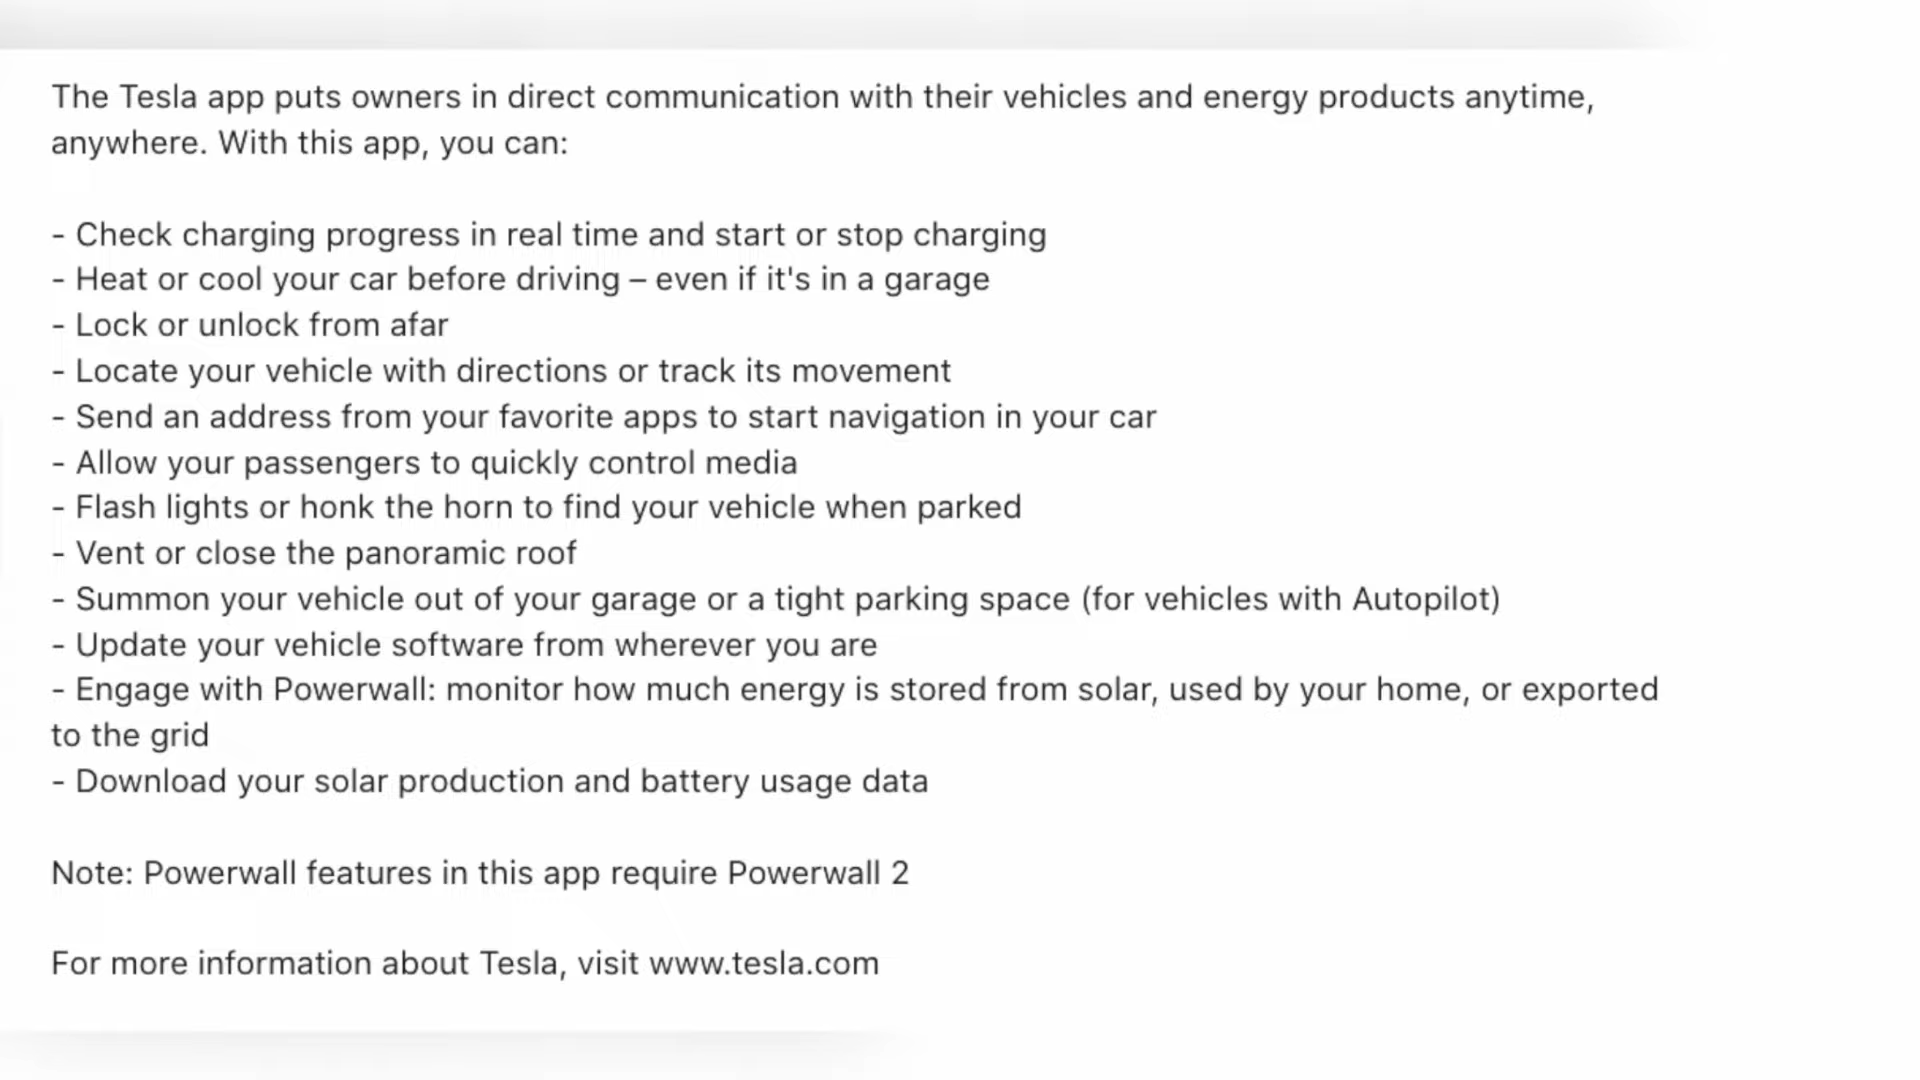 The Tesla app puts owners in direct communication with their vehicles and energy products anytime,
anywhere. With this app, you can:
- Check charging progress in real time and start or stop charging
- Heat or cool your car before driving – even if it's in a garage
- Lock or unlock from afar
- Locate your vehicle with directions or track its movement
- Send an address from your favorite apps to start navigation in your car
- Allow your passengers to quickly control media
- Flash lights or honk the horn to find your vehicle when parked
- Vent or close the panoramic roof
- Summon your vehicle out of your garage or a tight parking space (for vehicles with Autopilot)
- Update your vehicle software from wherever you are
- Engage with Powerwall: monitor how much energy is stored from solar, used by your home, or exported
to the grid
- Download your solar production and battery usage data
Note: Powerwall features in this app require Powerwall 2
For more information about Tesla, visit www.tesla.com